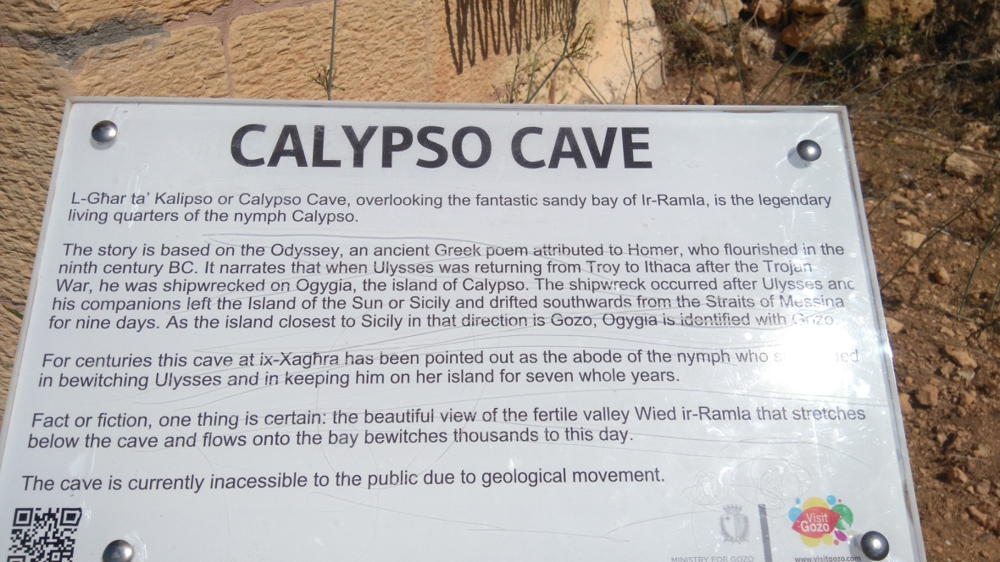 CALYPSO CAVE
L-Għar ta' Kalipso or Calypso Cave, overlooking the fantastic sandy bay of Ir-Ramla, is the legendary
living quarters of the nymph Calypso.
The story is based on the Odyssey, an ancient Greek poem attributed to Homer, who flourished in the
ninth century BC. It narrates that when Ulysses was returning from Troy to Ithaca after the Trojan
War, he was shipwrecked on Ogygia, the island of Calypso. The shipwreck occurred after Ulysses and
his companions left the Island of the Sun or Sicily and drifted southwards from the Straits of Messina
for nine days. As the island closest to Sicily in that direction is Gozo, Ogygia is identified with Gozo.
For centuries this cave at ix-Xagħra has been pointed out as the abode of the nymph who
in bewitching Ulysses and in keeping him on her island for seven whole years.
Fact or fiction, one thing is certain: the beautiful view of the fertile valley Wied ir-Ramla that stretches
below the cave and flows onto the bay bewitches thousands to this day.
The cave is currently inacessible to the public due to geological movement.
Visit
Gozo
MINISTRY FOR GOZO
www.visitgozo.com